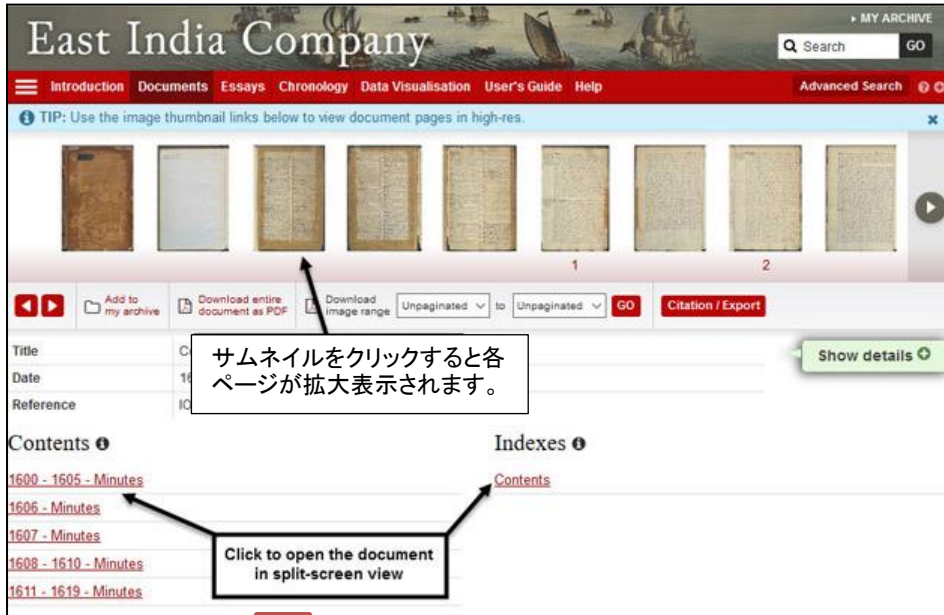 East India Company
MY ARCHIVE
Search GO
Introduction Documents Essays Chronology Data Visualisation User's Guide Help Advanced Search
TIP: Use the image thumbnail links below to view document pages in high-res.
1 2
Add to
my archive
Download entire
document as PDF
Download
image range
Unpaginated to Unpaginated GO
Citation / Export
サムネイルをクリックすると各
ページが拡大表示されます。
Show details
Title
Date
Reference
Contents
Indexes
1600 - 1605 - Minutes
Contents
1606 - Minutes
1607 - Minutes
1608 - 1610 - Minutes
1611 - 1619 - Minutes
Click to open the document
in split-screen view